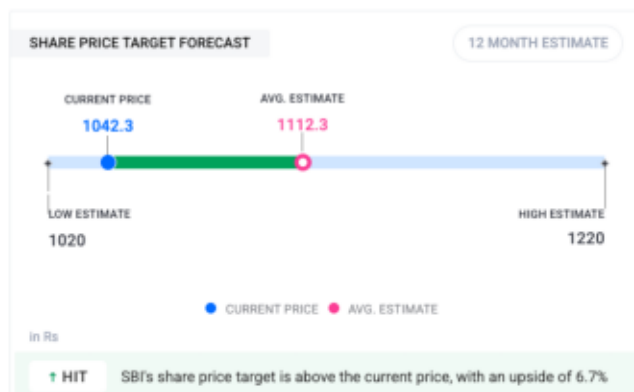 SHARE PRICE TARGET FORECAST
12 MONTH ESTIMATE
CURRENT PRICE
1042.3
AVG. ESTIMATE
1112.3
LOW ESTIMATE
1020
HIGH ESTIMATE
1220
CURRENT PRICE AVG. ESTIMATE
in Rs
↑ HIT SBI's share price target is above the current price, with an upside of 6.7%